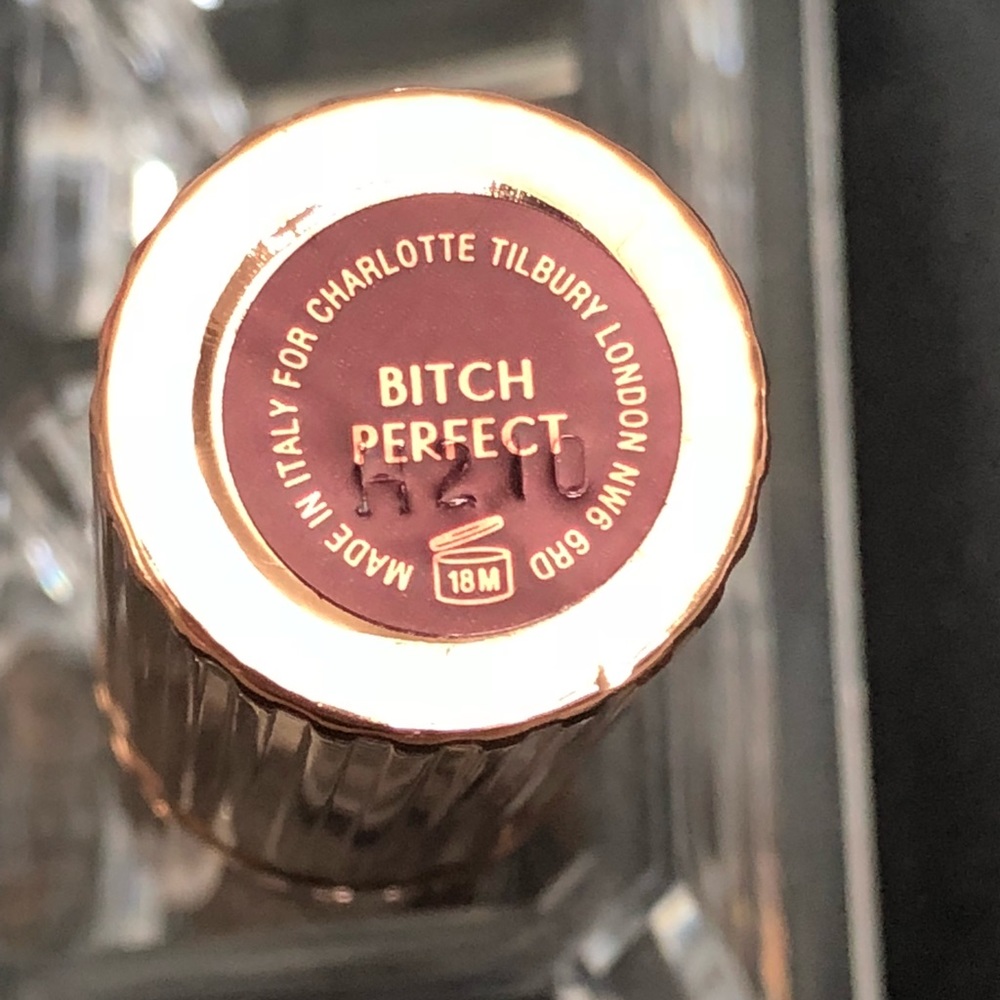 MADE IN ITALY FOR CHARLOTTE TILBURY LONDON NW6 6RD
BITCH
PERFECT
H210
18M